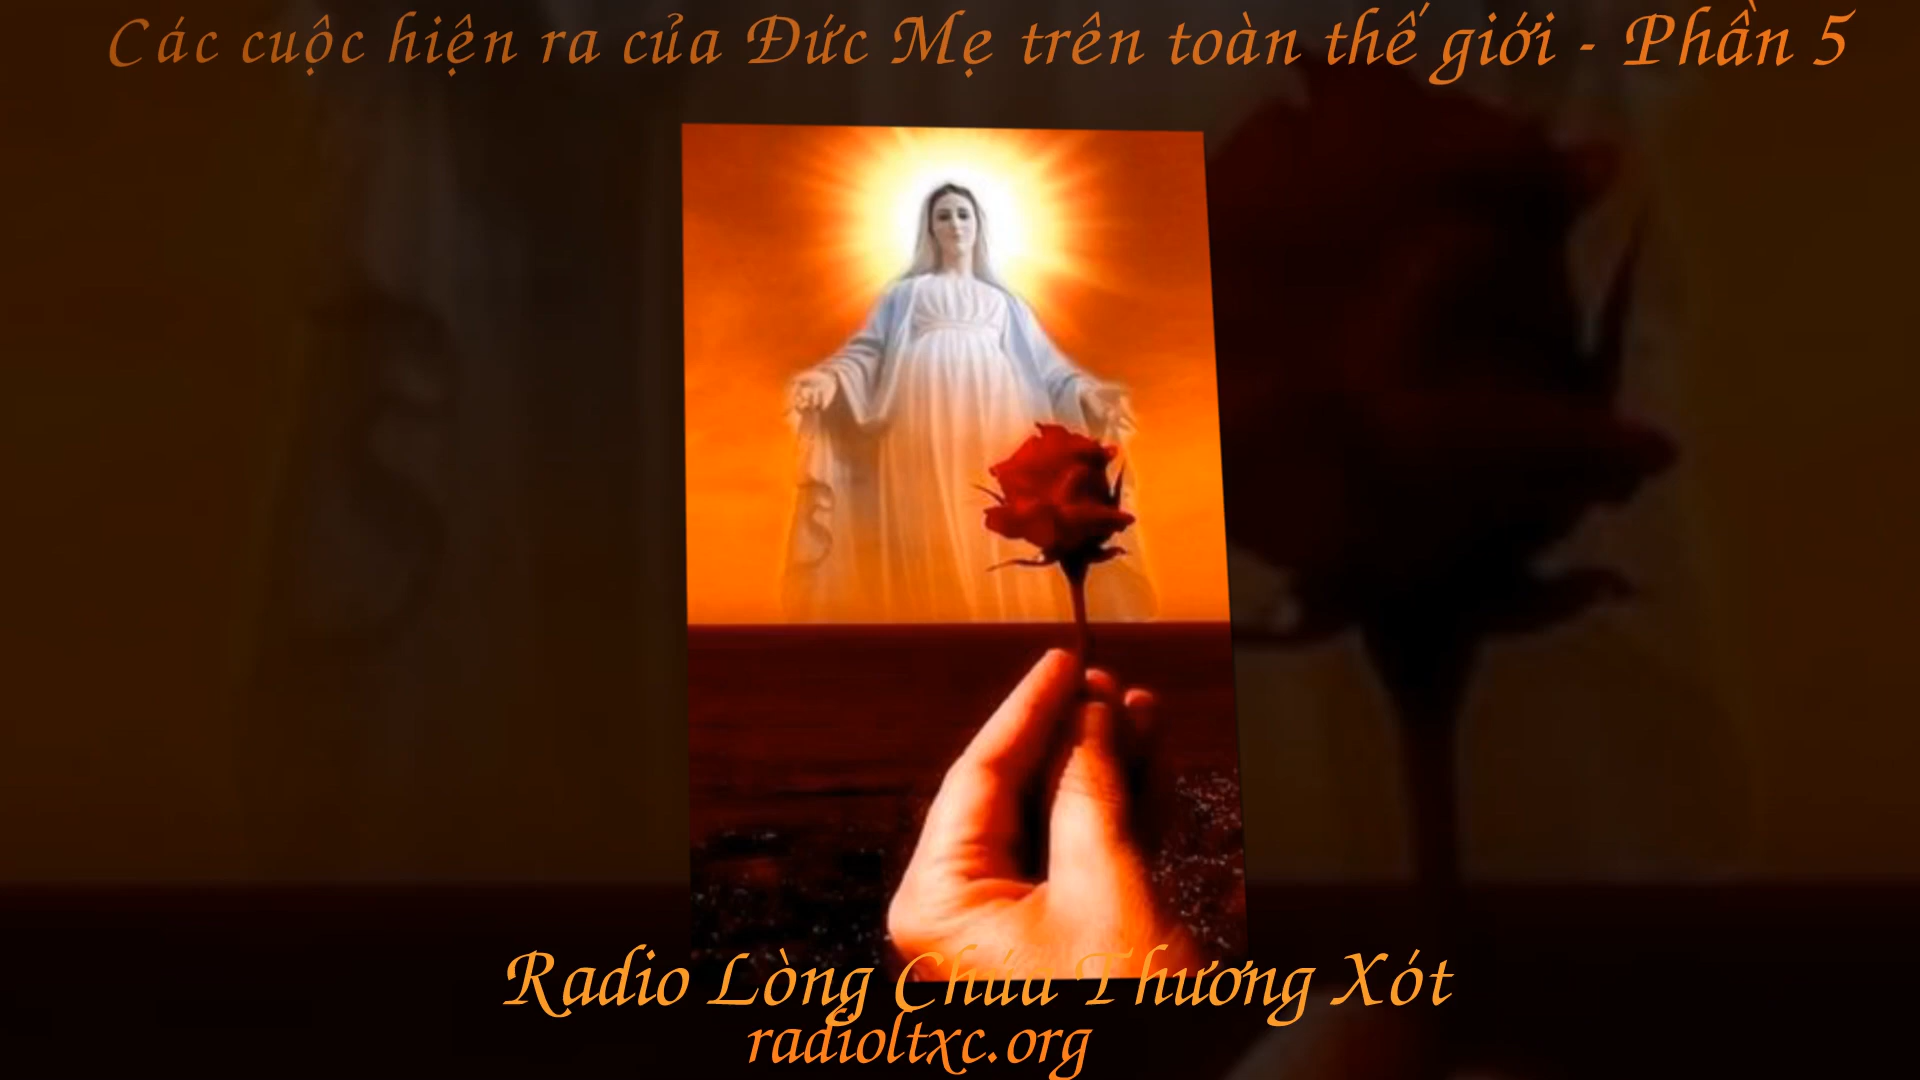 Các cuộc hiện ra của Đức Mẹ trên toàn thế giới - Phần 5
Radio Lòng Chúa Thương Xót
radioltxc.org